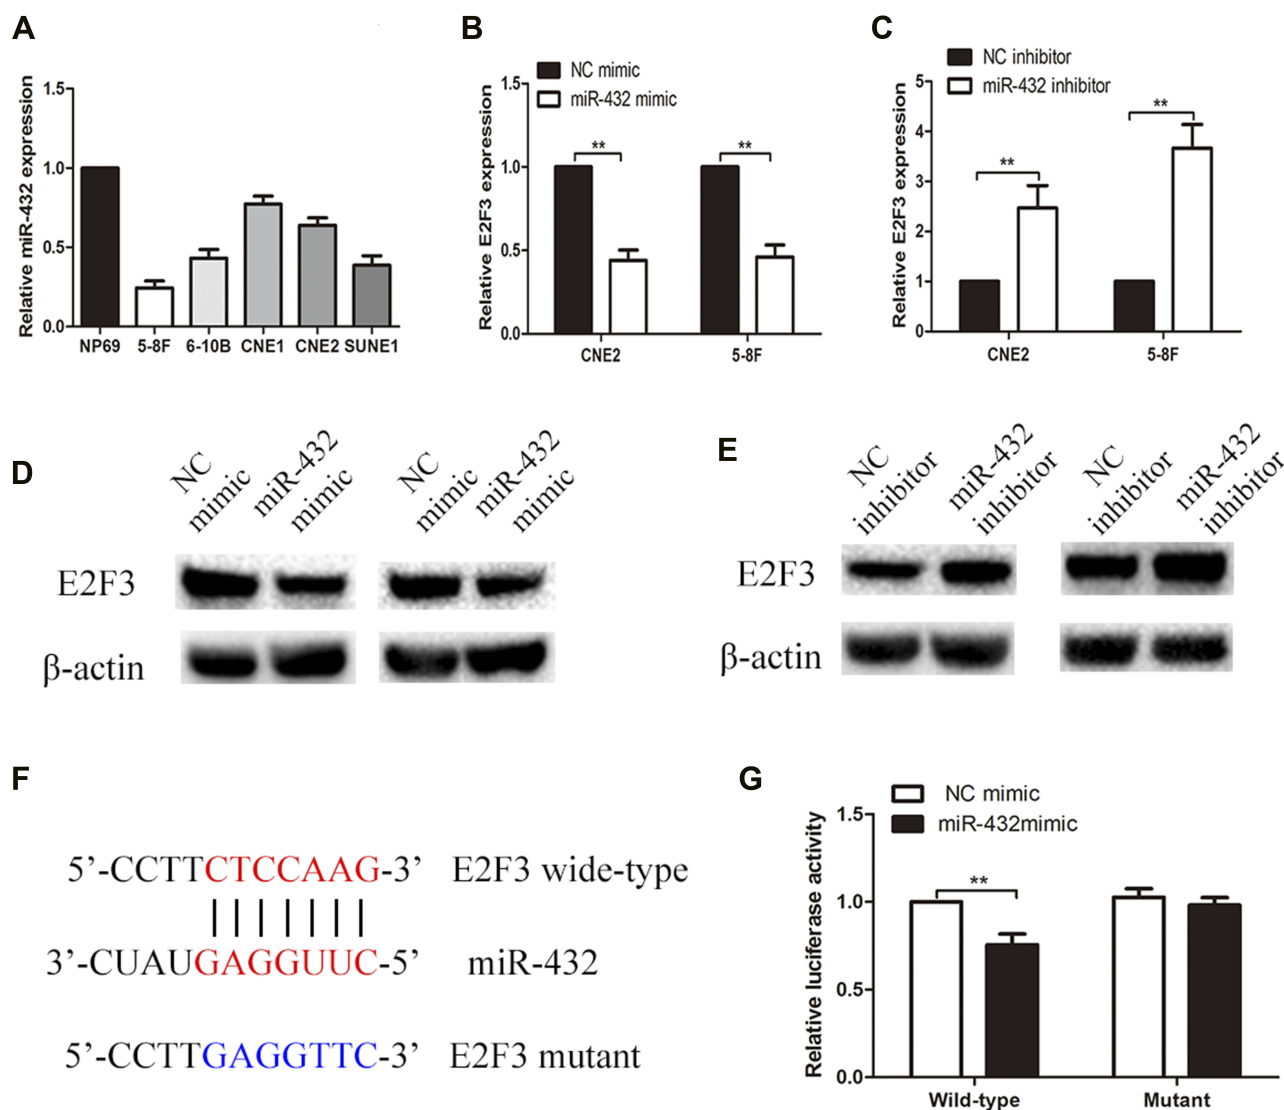 A
Relative miR-432 expression
1.5
1.0
0.5
0.0
NP69 5-8F 6-10B CNE1 CNE2 SUNE1
B
NC mimic
miR-432 mimic
Relative E2F3 expression
1.5
1.0
0.5
0.0
** **
CNE2 5-8F
C
NC inhibitor
miR-432 inhibitor
Relative E2F3 expression
5
4
3
2
1
0
** **
CNE2 5-8F
D
NC
mimic
miR-432
mimic
NC
mimic
miR-432
mimic
E2F3
β-actin
E
NC
inhibitor
miR-432
inhibitor
NC
inhibitor
miR-432
inhibitor
E2F3
β-actin
F
5’-CCTTCTCCAAG-3’ E2F3 wide-type
3’-CUAUGAGGUUC-5’ miR-432
5’-CCTTGAGGTTC-3’ E2F3 mutant
G
NC mimic
miR-432mimic
Relative luciferase activity
1.5
1.0
0.5
0.0
**
Wild-type Mutant